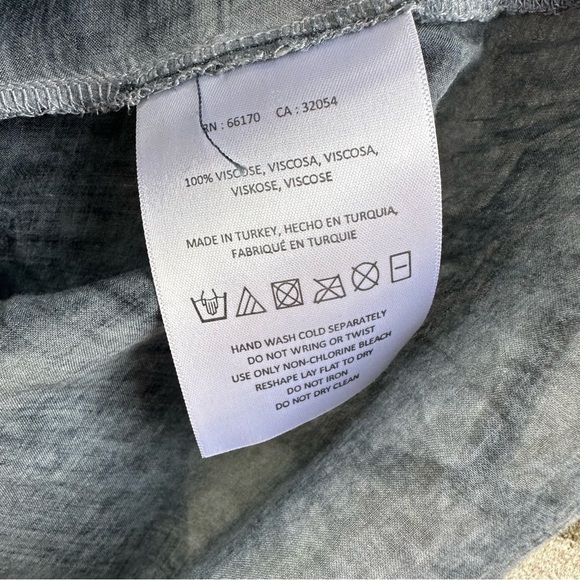 RN : 66170 CA : 32054
100% VISCOSE, VISCOSA, VISCOSA,
VISKOSE, VISCOSE
MADE IN TURKEY, HECHO EN TURQUIA,
FABRIQUÉ EN TURQUIE
HAND WASH COLD SEPARATELY
DO NOT WRING OR TWIST
USE ONLY NON-CHLORINE BLEACH
RESHAPE LAY FLAT TO DRY
DO NOT IRON
DO NOT DRY CLEAN